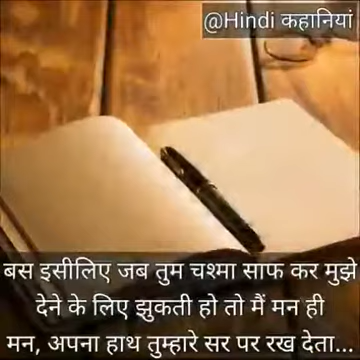 @Hindi कहानियां
बस इसीलिए जब तुम चश्मा साफ कर मुझे
देने के लिए झुकती हो तो मैं मन ही
मन, अपना हाथ तुम्हारे सर पर रख देता...